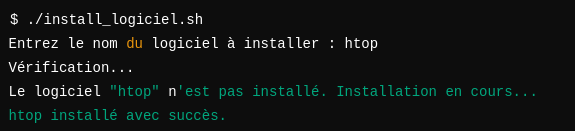 $ ./install_logiciel.sh
Entrez le nom du logiciel à installer : htop
Vérification...
Le logiciel "htop" n'est pas installé. Installation en cours...
htop installé avec succès.